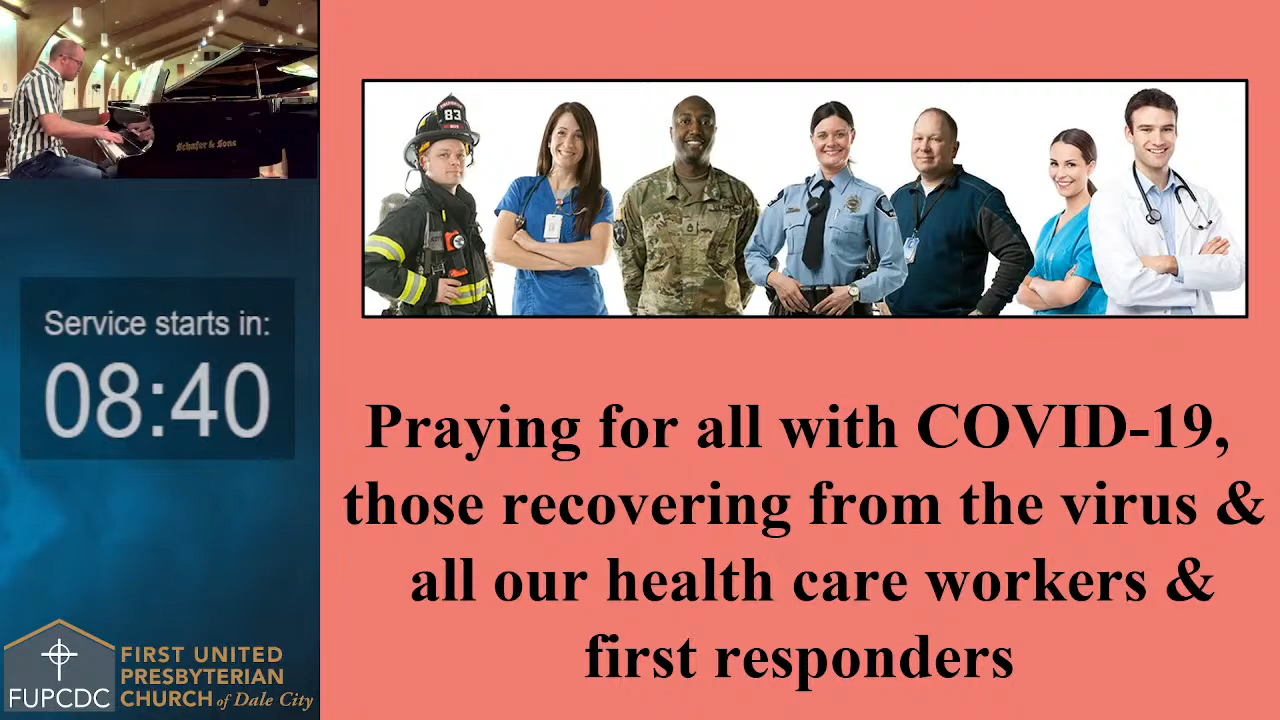 Schafer & Sons
83
Service starts in:
08:40
Praying for all with COVID-19,
those recovering from the virus &
all our health care workers &
first responders
FUPCDC
FIRST UNITED
PRESBYTERIAN
CHURCH of Dale City